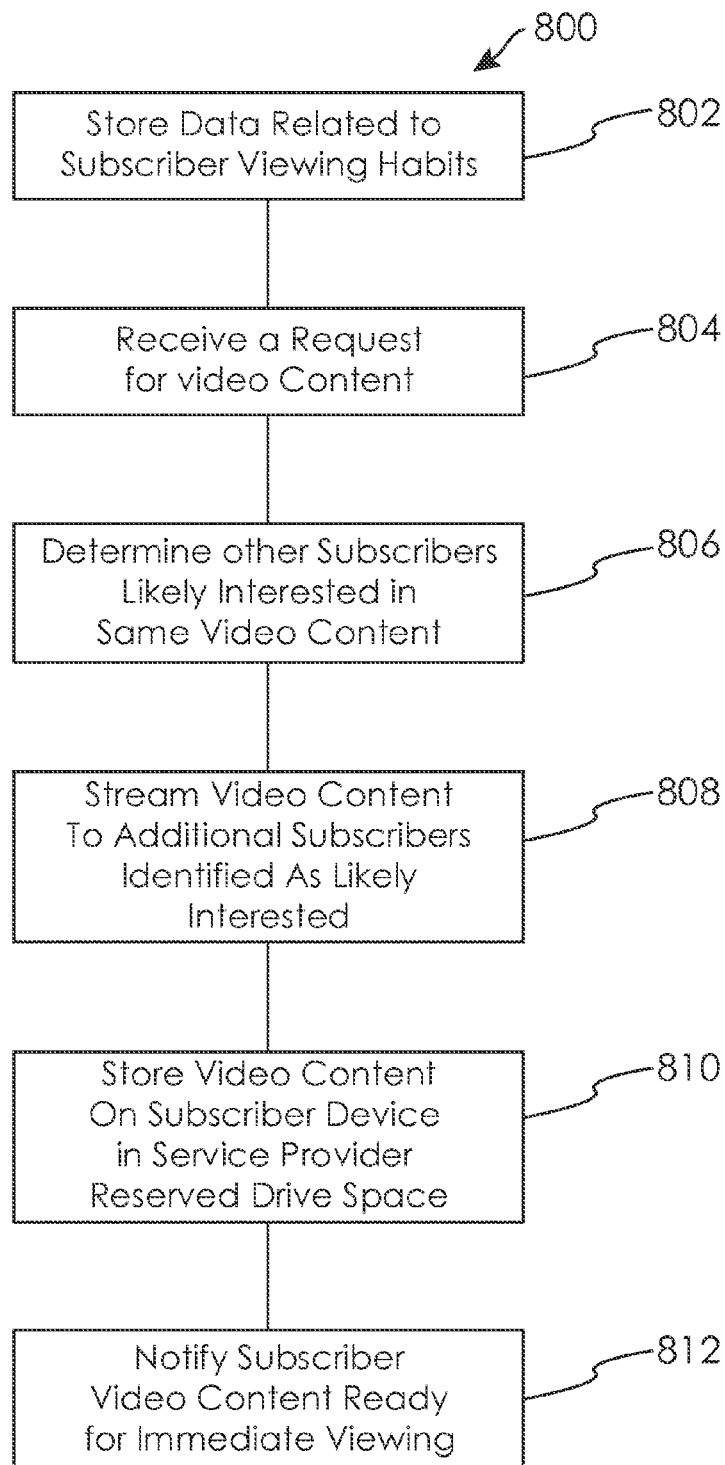 800
Store Data Related to
Subscriber Viewing Habits
802
Receive a Request
for video Content
804
Determine other Subscribers
Likely Interested in
Same Video Content
806
Stream Video Content
To Additional Subscribers
Identified As Likely
Interested
808
Store Video Content
On Subscriber Device
in Service Provider
Reserved Drive Space
810
Notify Subscriber
Video Content Ready
for Immediate Viewing
812